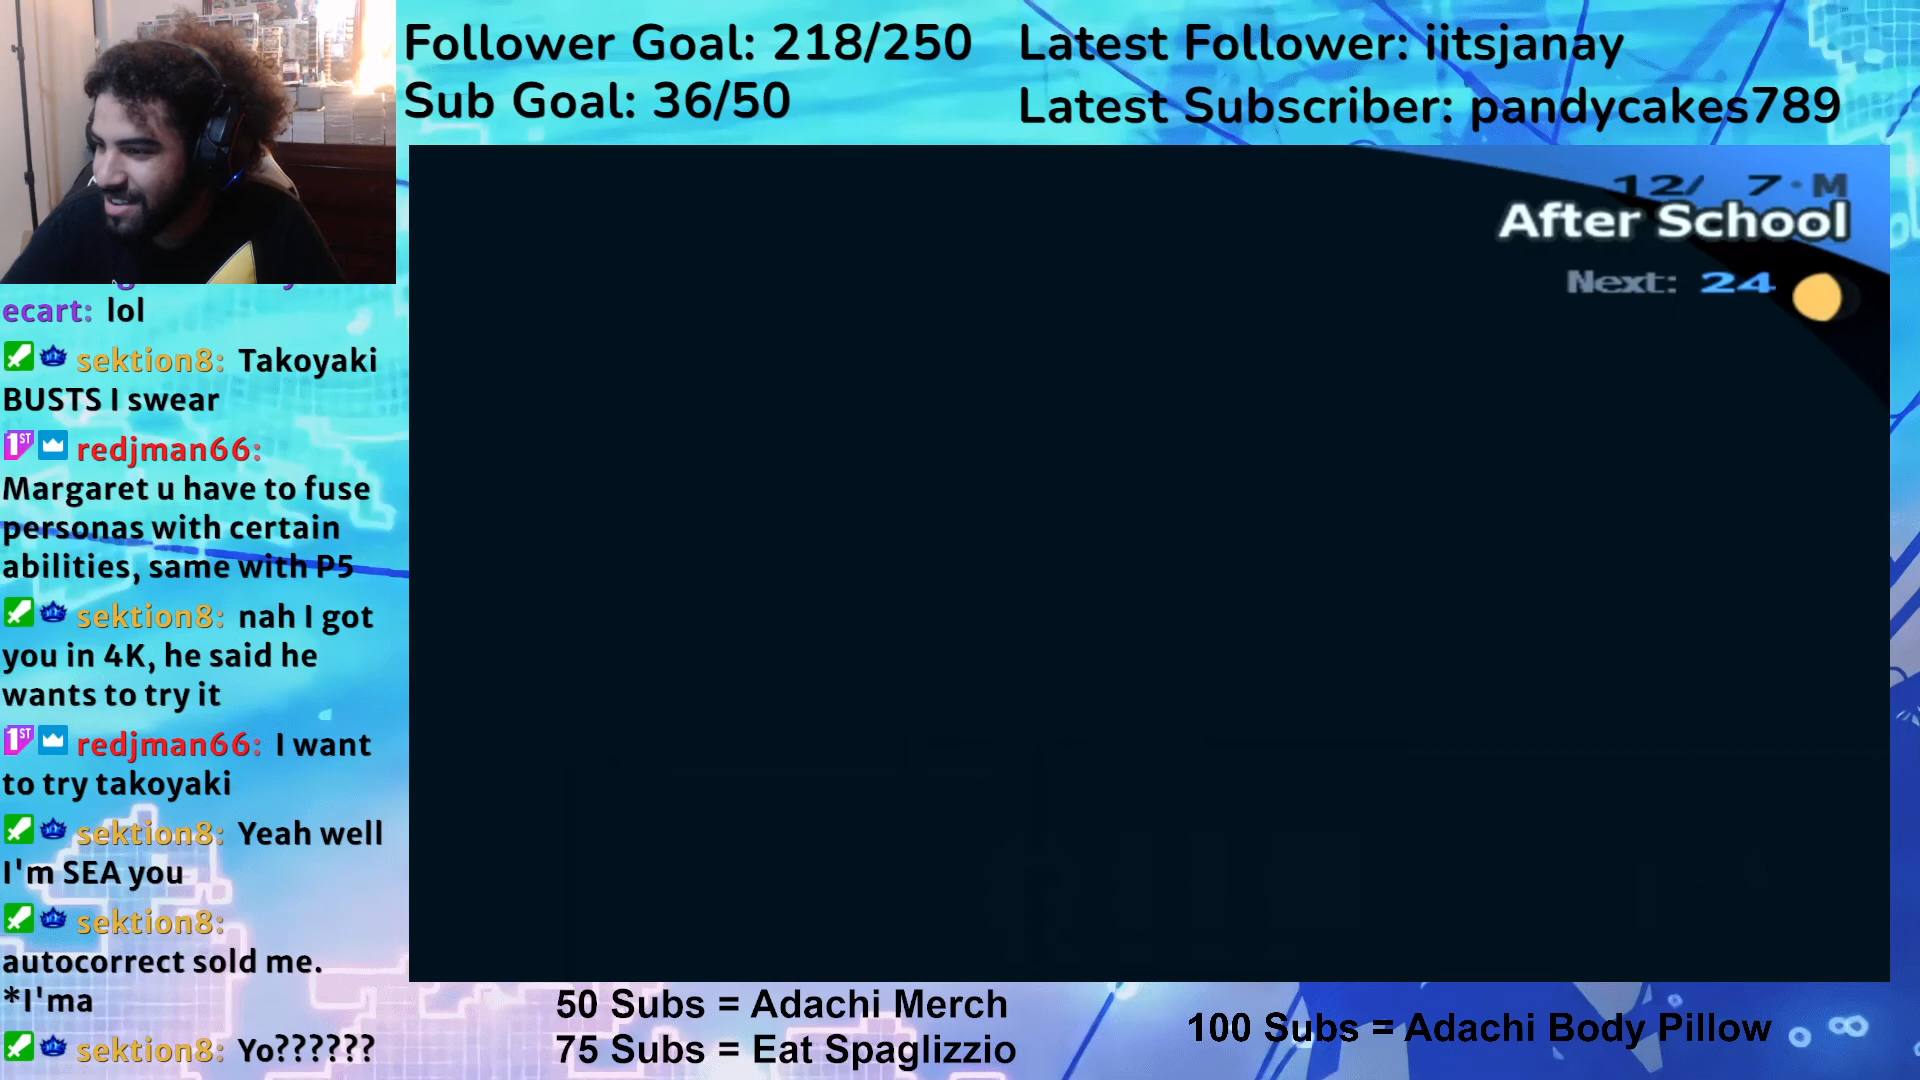 Follower Goal: 218/250
Sub Goal: 36/50
Latest Follower: iitsjanay
Latest Subscriber: pandycakes789
12/ 7·M
After School
Next: 24
ecart: lol
sektion8: Takoyaki
BUSTS I swear
1ST redjman66:
Margaret u have to fuse
personas with certain
abilities, same with P5
sektion8: nah I got
you in 4K, he said he
wants to try it
1ST redjman66: I want
to try takoyaki
sektion8: Yeah well
I'm SEA you
sektion8:
autocorrect sold me.
*I'ma
sektion8: Yo??????
50 Subs = Adachi Merch
75 Subs = Eat Spaglizzio
100 Subs = Adachi Body Pillow